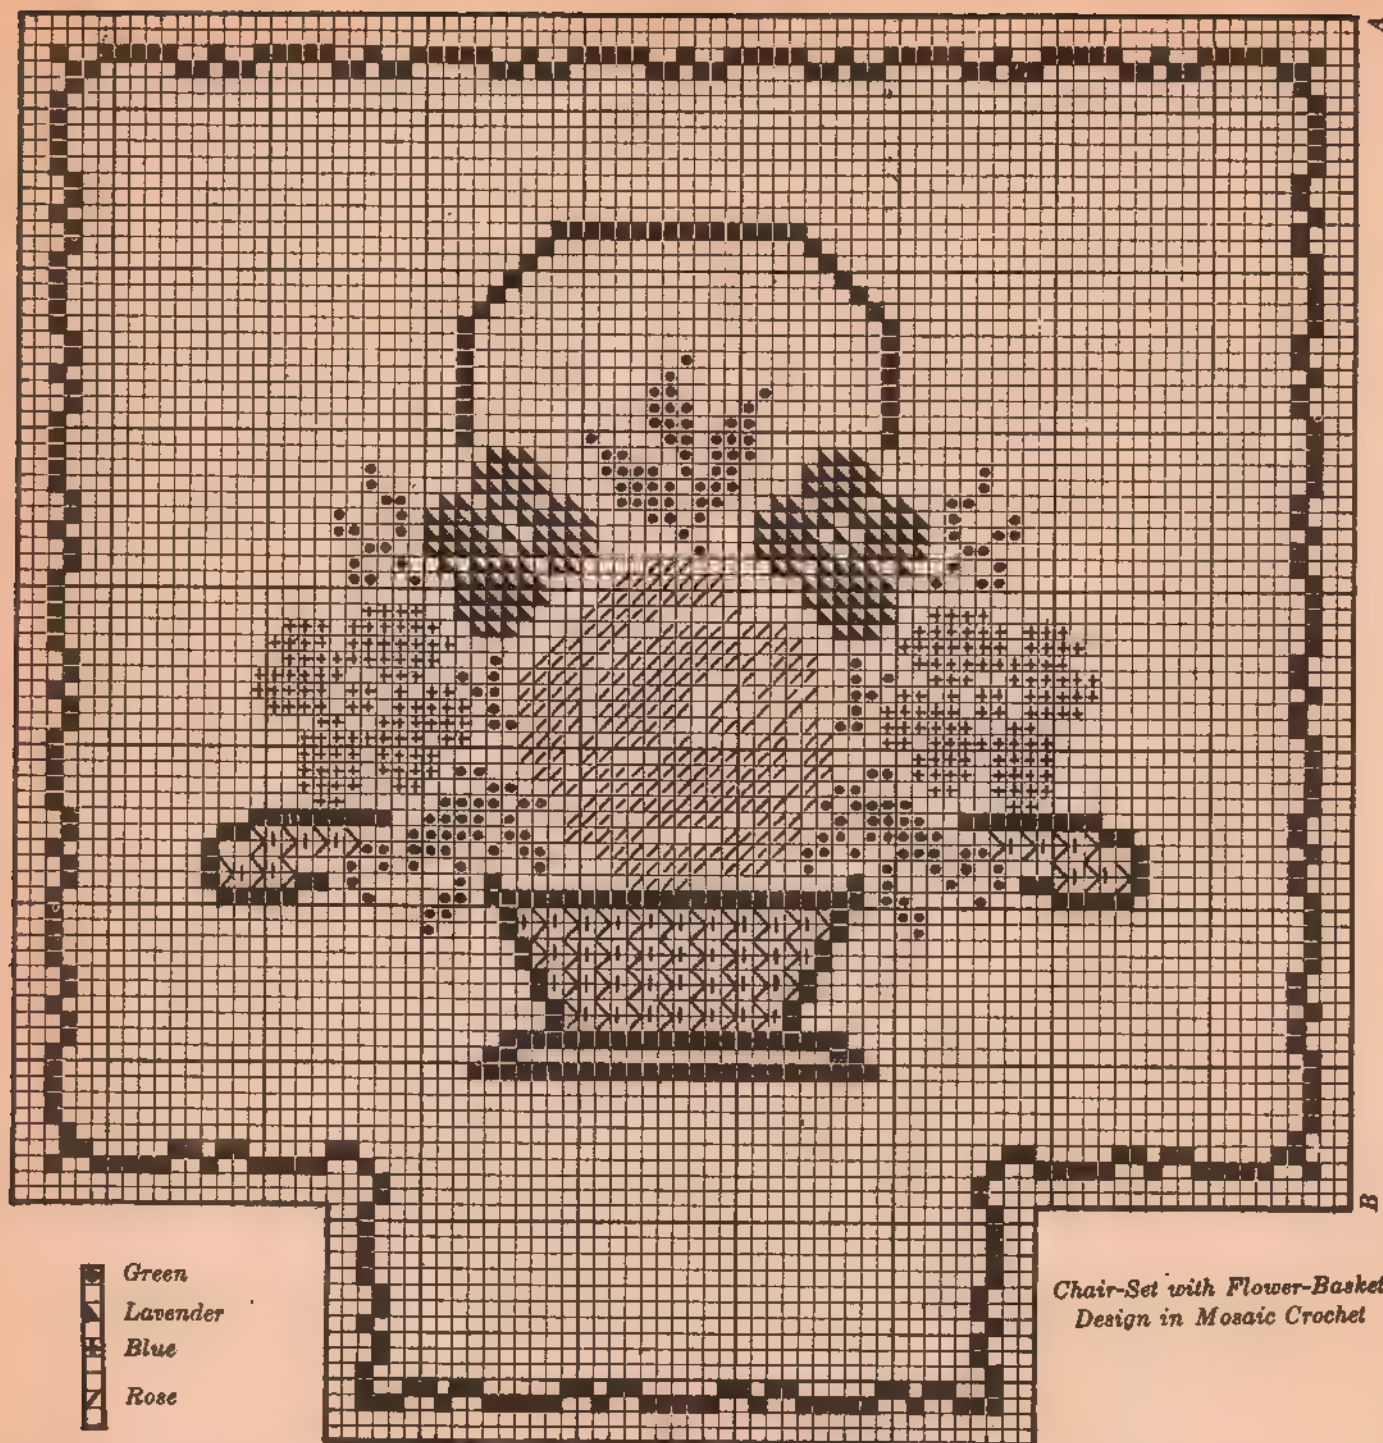 A
B
Green
Lavender
Blue
Rose
Chair-Set with Flower-Basket
Design in Mosaic Crochet